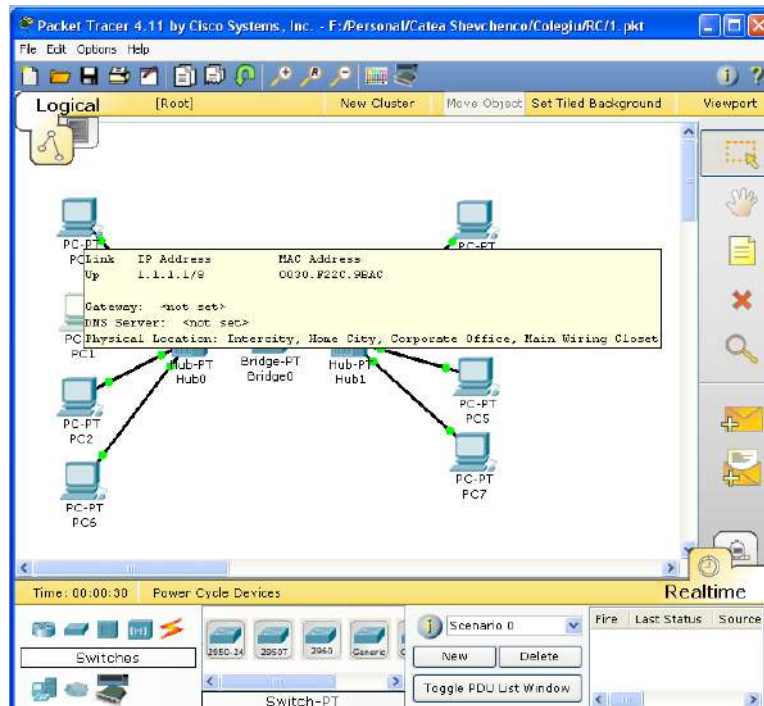 Packet Tracer 4.11 by Cisco Systems, Inc. - F:/Personal/Catea Shevchenco/Colegiu/RC/1.pkt
File Edit Options Help
Logical [Root] New Cluster Move Object Set Tiled Background Viewport
PC-PT
PC-PT
Link IP Address MAC Address
Up 1.1.1.1/8 0030.F22C.9BAC
Gateway: <not set>
DNS Server: <not set>
Physical Location: Intercity, Home City, Corporate Office, Main Wiring Closet
PC1
Hub-PT
Hub0
Bridge-PT
Bridge0
Hub-PT
Hub1
PC-PT
PC2
PC-PT
PC5
PC-PT
PC6
PC-PT
PC7
Time: 00:00:30 Power Cycle Devices Realtime
Scenario 0
Fire Last Status Source
Switches
2950-24 2950T 2960 Generic
New Delete
Toggle PDU List Window
Switch-PT